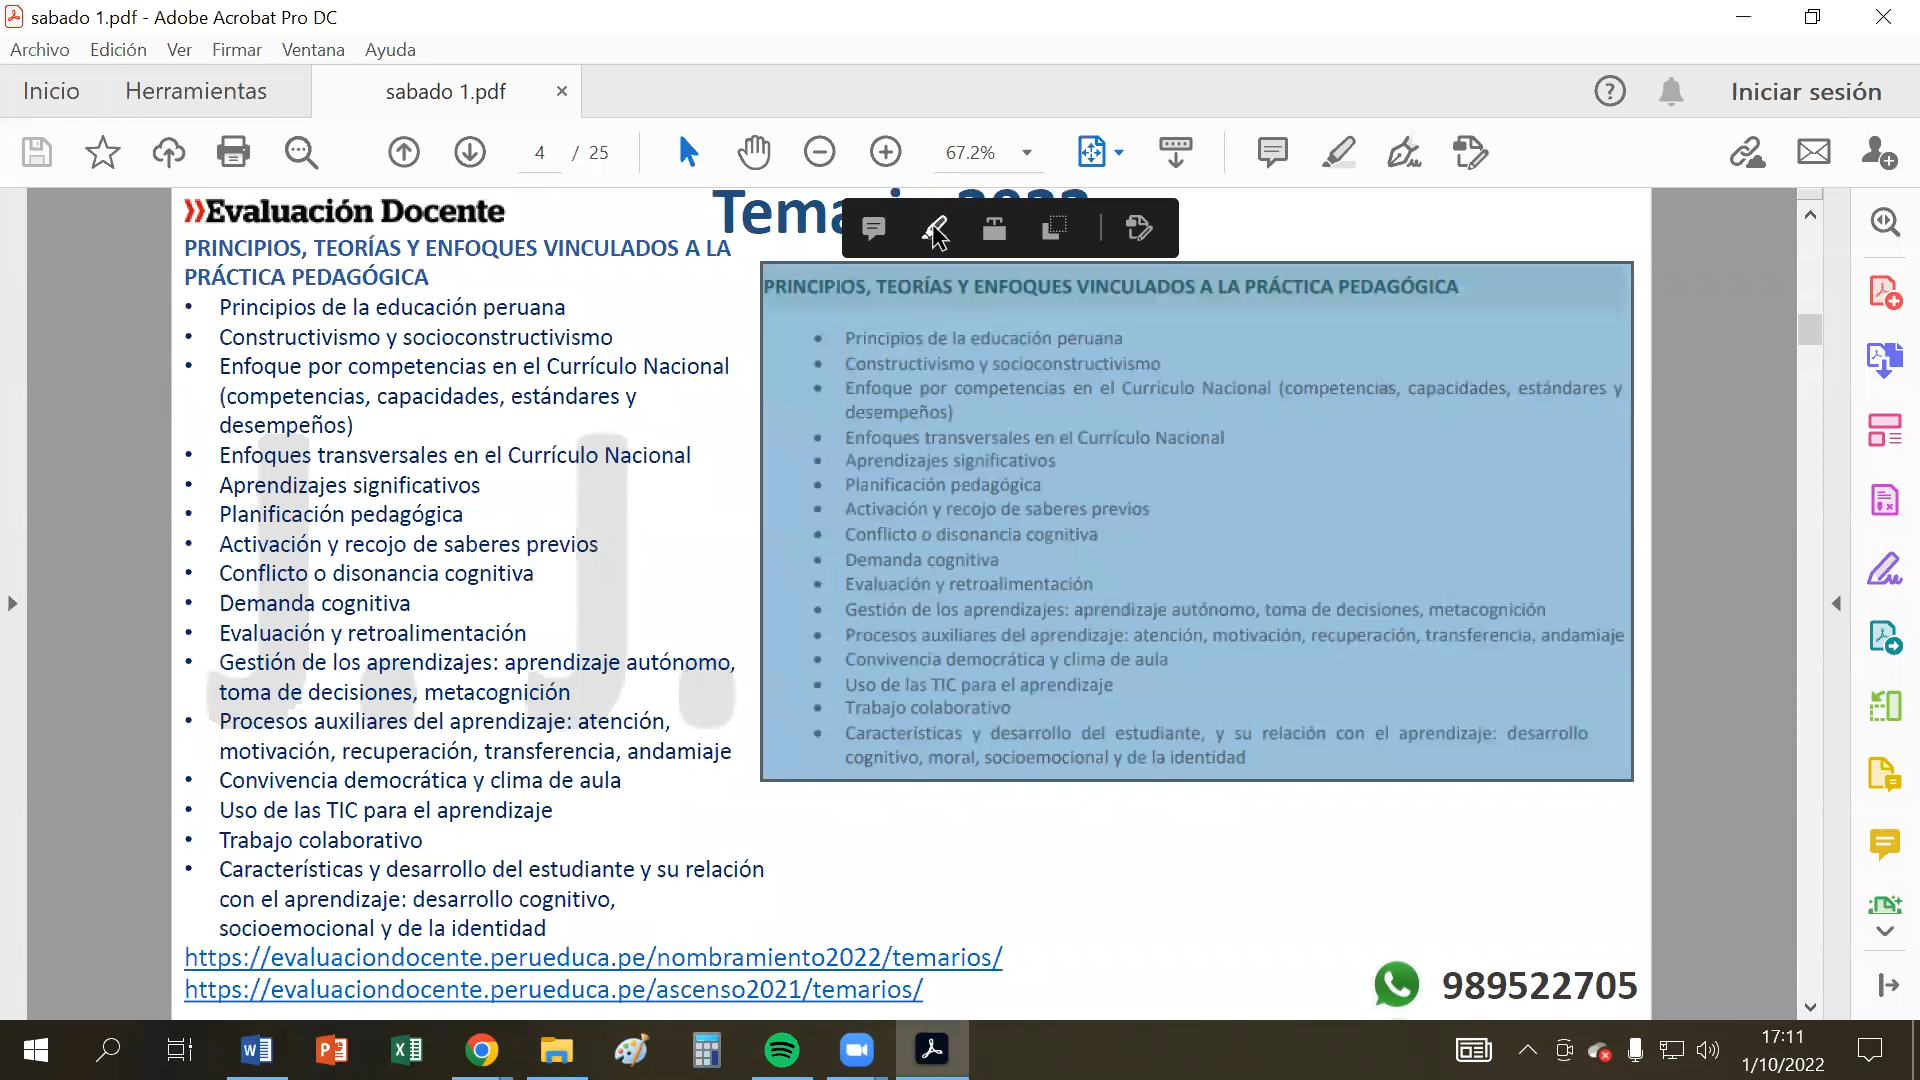 sabado 1.pdf - Adobe Acrobat Pro DC
Archivo Edición Ver Firmar Ventana Ayuda
Inicio Herramientas sabado 1.pdf × Iniciar sesión
4 / 25 67.2%
»Evaluación Docente
PRINCIPIOS, TEORÍAS Y ENFOQUES VINCULADOS A LA
PRÁCTICA PEDAGÓGICA
• Principios de la educación peruana
• Constructivismo y socioconstructivismo
• Enfoque por competencias en el Currículo Nacional
(competencias, capacidades, estándares y
desempeños)
• Enfoques transversales en el Currículo Nacional
• Aprendizajes significativos
• Planificación pedagógica
• Activación y recojo de saberes previos
• Conflicto o disonancia cognitiva
• Demanda cognitiva
• Evaluación y retroalimentación
• Gestión de los aprendizajes: aprendizaje autónomo,
toma de decisiones, metacognición
• Procesos auxiliares del aprendizaje: atención,
motivación, recuperación, transferencia, andamiaje
• Convivencia democrática y clima de aula
• Uso de las TIC para el aprendizaje
• Trabajo colaborativo
• Características y desarrollo del estudiante y su relación
con el aprendizaje: desarrollo cognitivo,
socioemocional y de la identidad
https://evaluaciondocente.perueduca.pe/nombramiento2022/temarios/
https://evaluaciondocente.perueduca.pe/ascenso2021/temarios/
PRINCIPIOS, TEORÍAS Y ENFOQUES VINCULADOS A LA PRÁCTICA PEDAGÓGICA
• Principios de la educación peruana
• Constructivismo y socioconstructivismo
• Enfoque por competencias en el Currículo Nacional (competencias, capacidades, estándares y
desempeños)
• Enfoques transversales en el Currículo Nacional
• Aprendizajes significativos
• Planificación pedagógica
• Activación y recojo de saberes previos
• Conflicto o disonancia cognitiva
• Demanda cognitiva
• Evaluación y retroalimentación
• Gestión de los aprendizajes: aprendizaje autónomo, toma de decisiones, metacognición
• Procesos auxiliares del aprendizaje: atención, motivación, recuperación, transferencia, andamiaje
• Convivencia democrática y clima de aula
• Uso de las TIC para el aprendizaje
• Trabajo colaborativo
• Características y desarrollo del estudiante, y su relación con el aprendizaje: desarrollo
cognitivo, moral, socioemocional y de la identidad
989522705
J.J.
17:11
1/10/2022